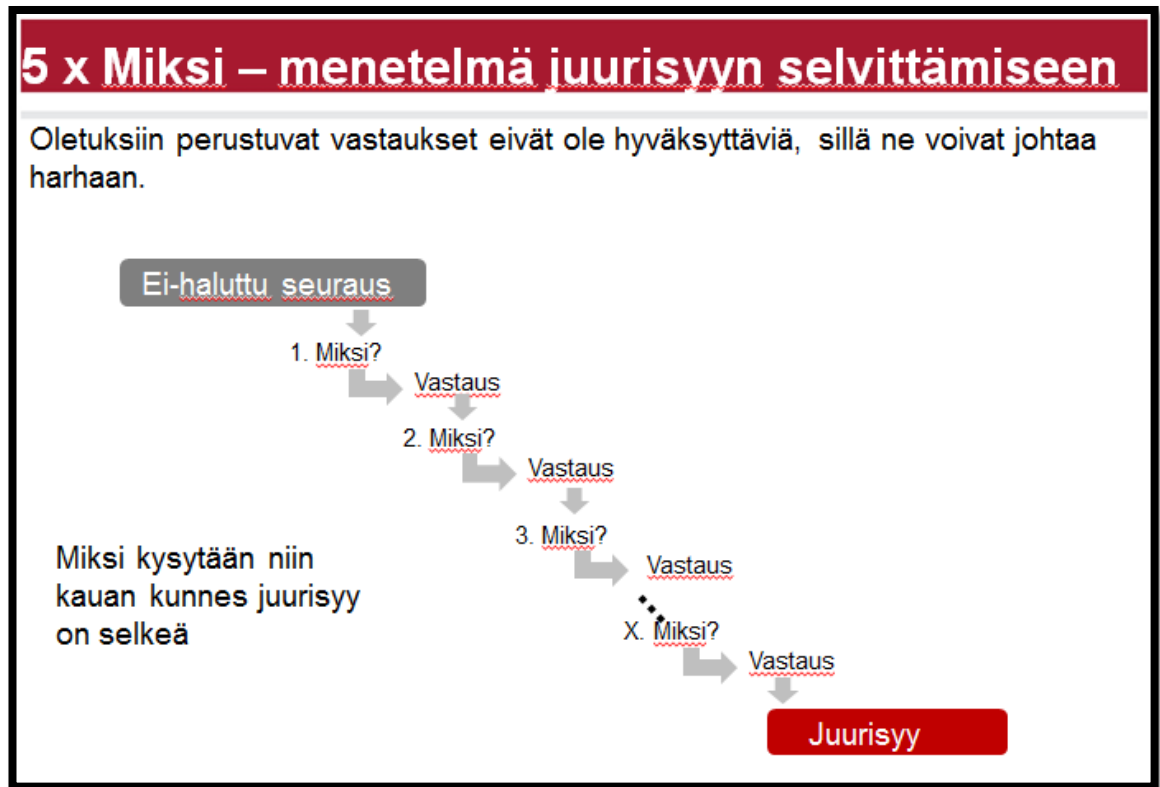 5 x Miksi – menetelmä juurisyyn selvittämiseen
Oletuksiin perustuvat vastaukset eivät ole hyväksyttäviä, sillä ne voivat johtaa
harhaan.
Ei-haluttu seuraus
1. Miksi?
Vastaus
2. Miksi?
Vastaus
3. Miksi?
Vastaus
Miksi kysytään niin
kauan kunnes juurisyy
on selkeä
X. Miksi?
Vastaus
Juurisyy